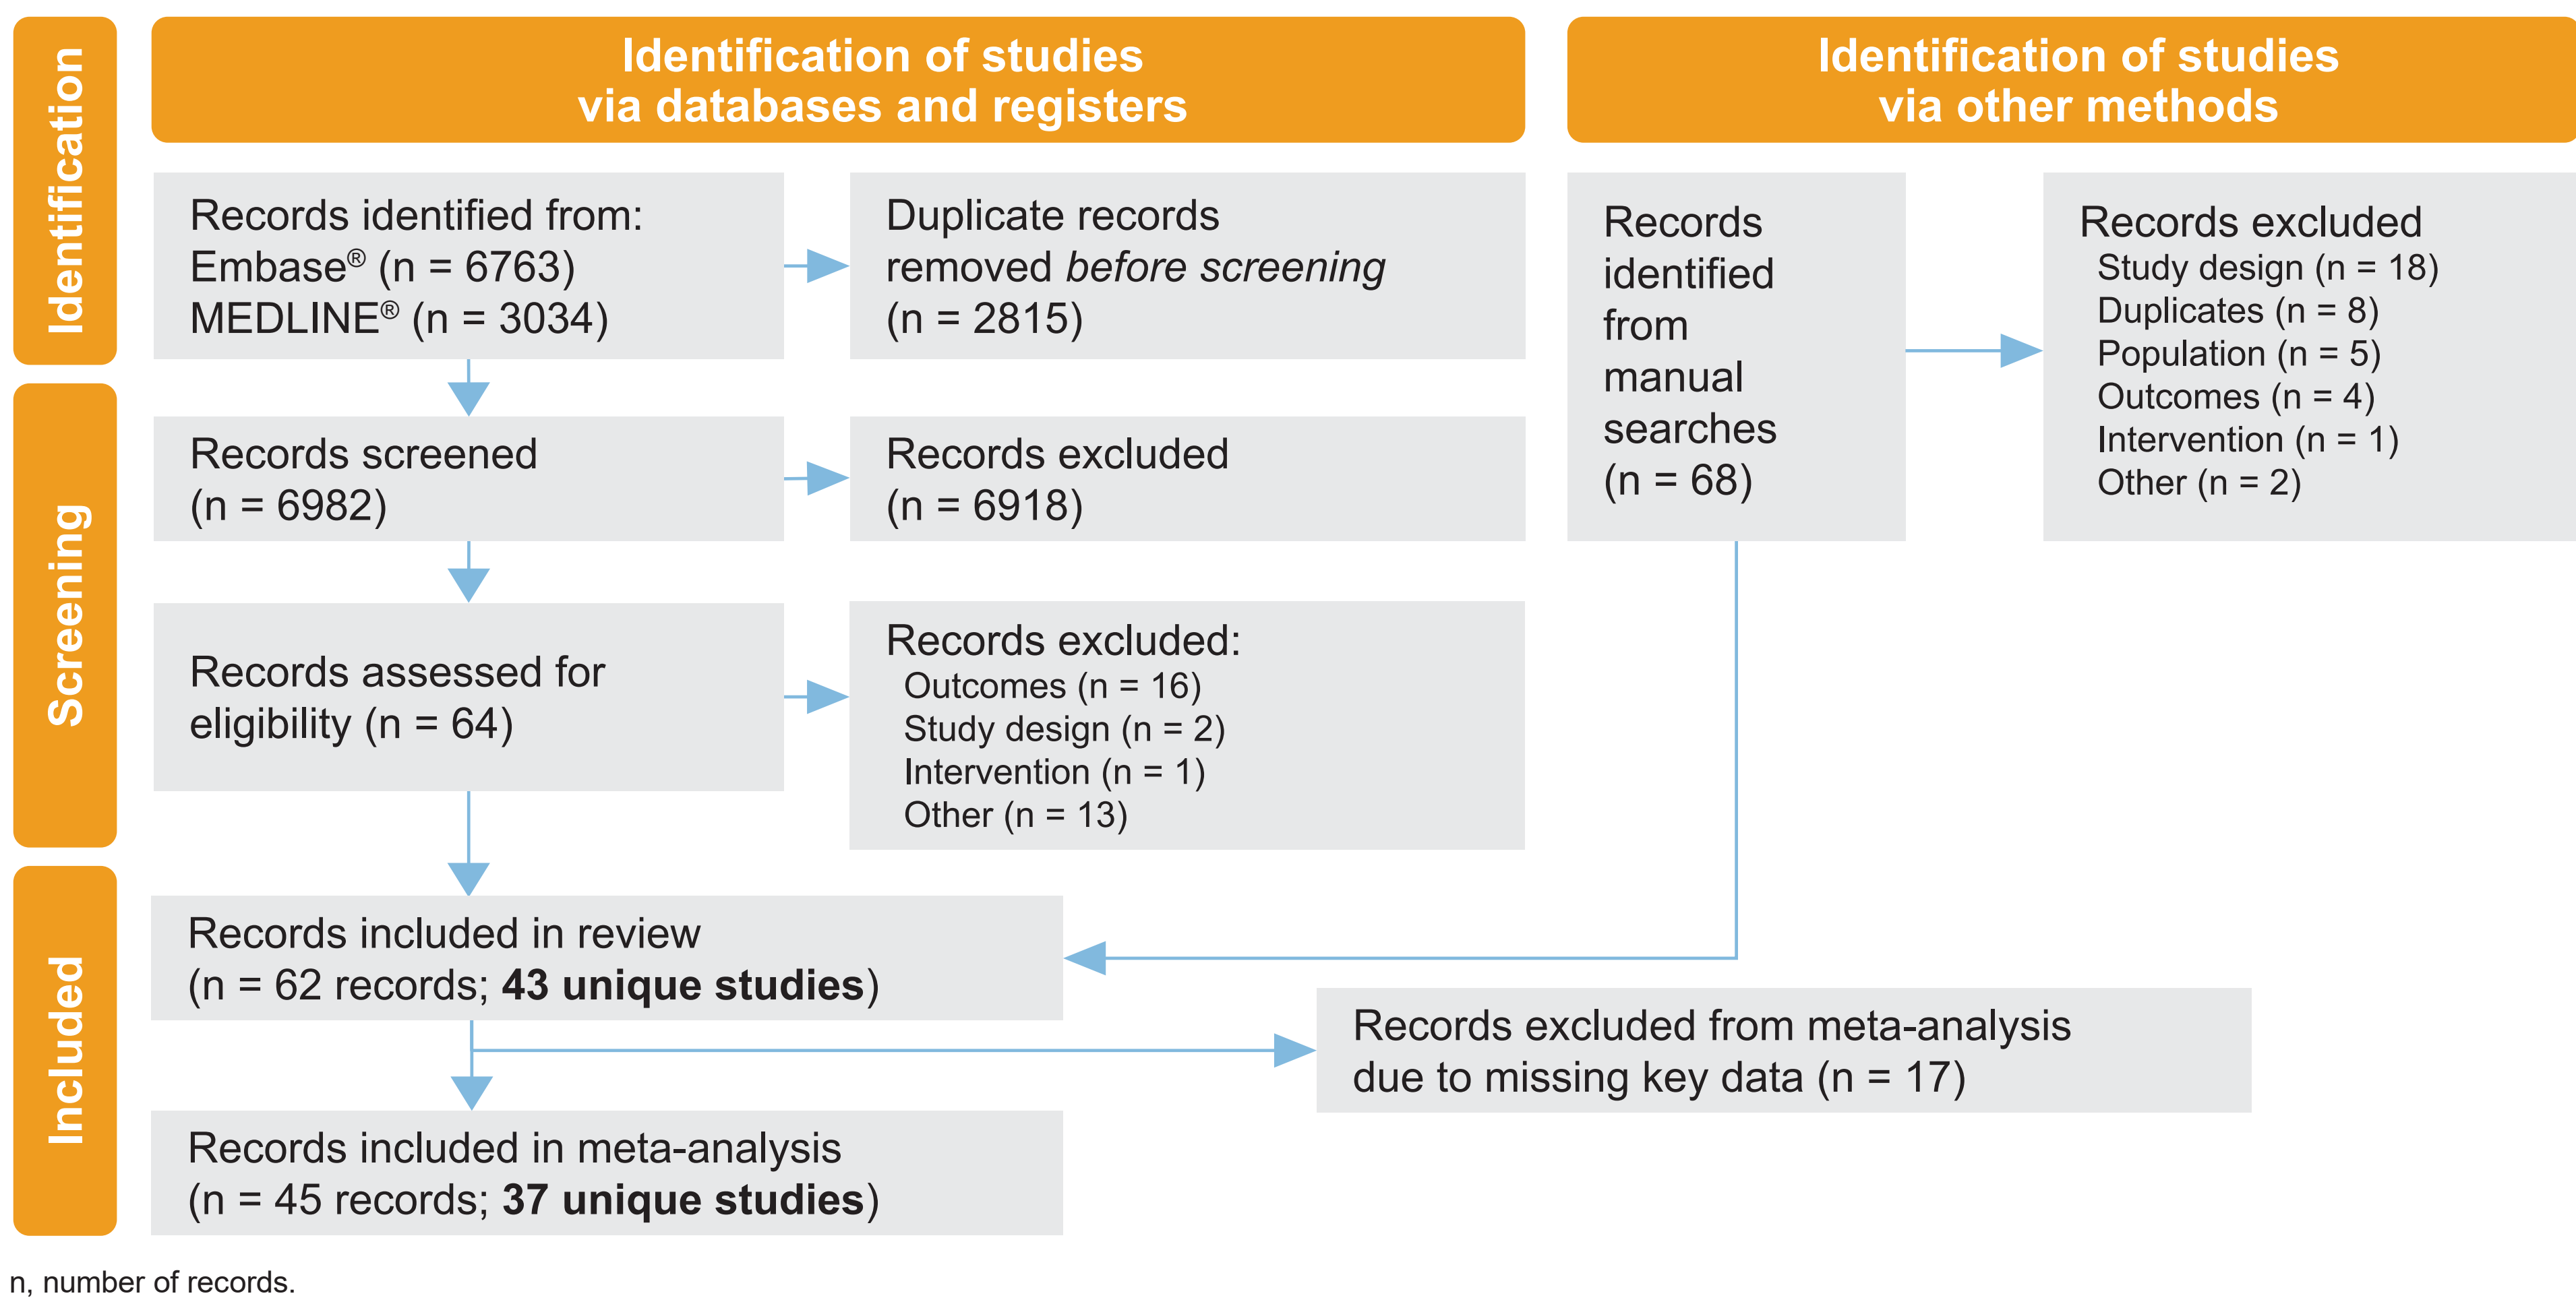 Identification
Identification of studies
via databases and registers
Identification of studies
via other methods
Records identified from:
Embase® (n = 6763)
MEDLINE® (n = 3034)
Duplicate records
removed before screening
(n = 2815)
Records
identified
from
manual
searches
(n = 68)
Records excluded
Study design (n = 18)
Duplicates (n = 8)
Population (n = 5)
Outcomes (n = 4)
Intervention (n = 1)
Other (n = 2)
Screening
Records screened
(n = 6982)
Records excluded
(n = 6918)
Records assessed for
eligibility (n = 64)
Records excluded:
Outcomes (n = 16)
Study design (n = 2)
Intervention (n = 1)
Other (n = 13)
Included
Records included in review
(n = 62 records; 43 unique studies)
Records excluded from meta-analysis
due to missing key data (n = 17)
Records included in meta-analysis
(n = 45 records; 37 unique studies)
n, number of records.